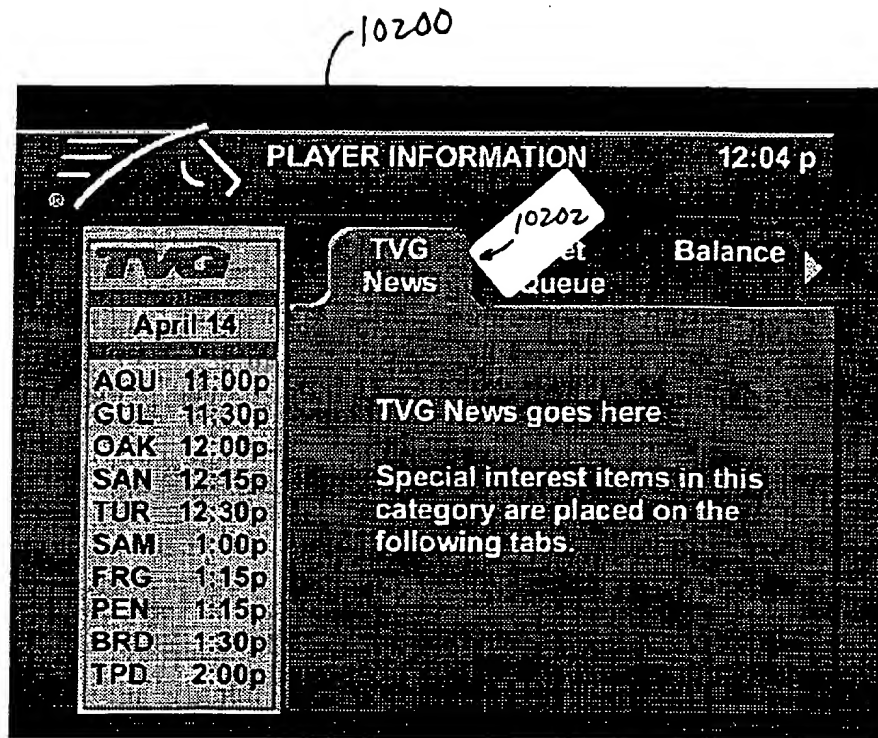 10200
PLAYER INFORMATION 12:04 p
®
TVG
April 14
AQU 11:00p
GUL 11:30p
OAK 12:00p
SAN 12:15p
TUR 12:30p
SAM 1:00p
FRG 1:15p
PEN 1:15p
BRD 1:30p
TPD 2:00p
TVG
News
10202
et
Queue
Balance
TVG News goes here
Special interest items in this
category are placed on the
following tabs.